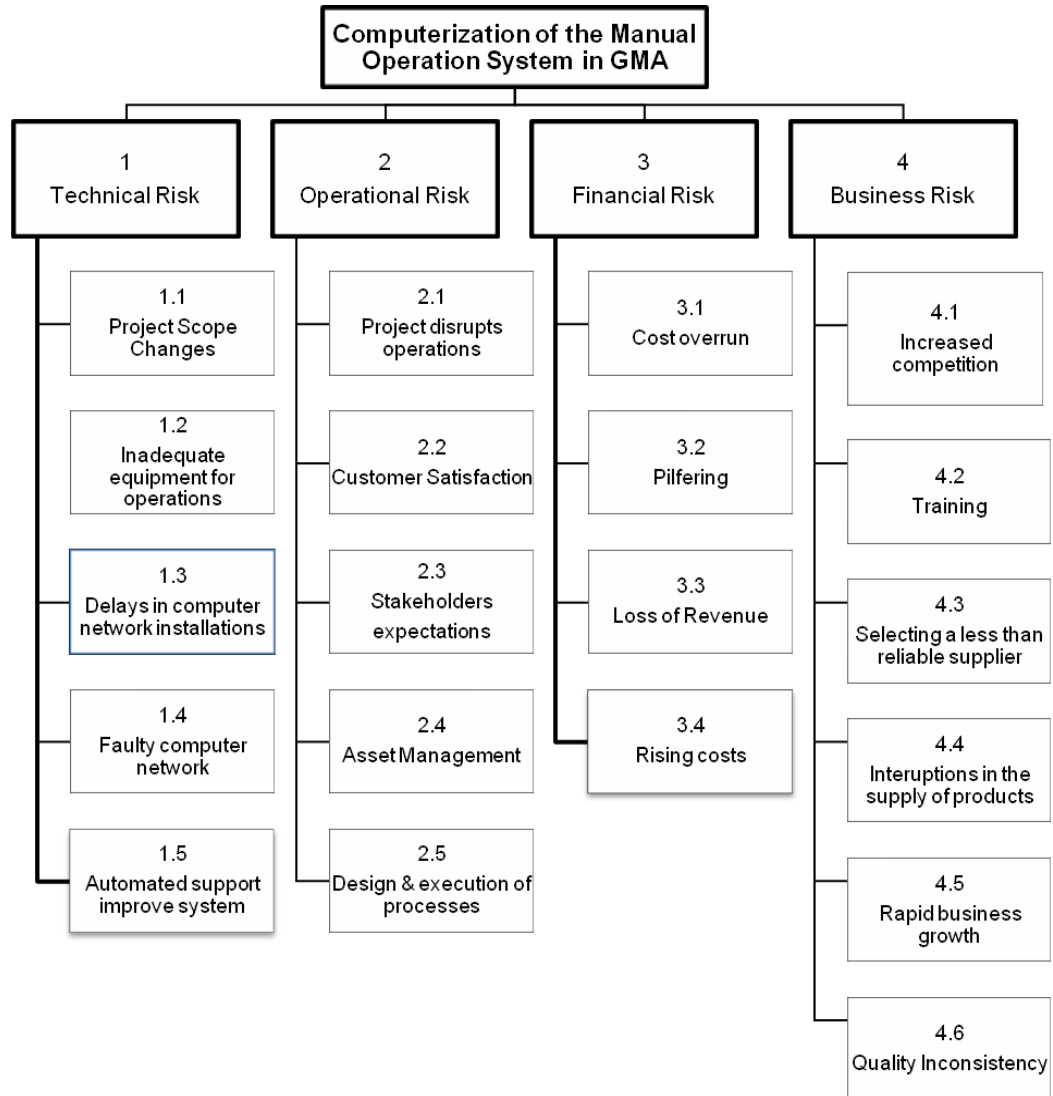 Computerization of the Manual
Operation System in GMA
1
Technical Risk
2
Operational Risk
3
Financial Risk
4
Business Risk
1.1
Project Scope
Changes
1.2
Inadequate
equipment for
operations
1.3
Delays in computer
network installations
1.4
Faulty computer
network
1.5
Automated support
improve system
2.1
Project disrupts
operations
2.2
Customer Satisfaction
2.3
Stakeholders
expectations
2.4
Asset Management
2.5
Design & execution of
processes
3.1
Cost overrun
3.2
Pilfering
3.3
Loss of Revenue
3.4
Rising costs
4.1
Increased
competition
4.2
Training
4.3
Selecting a less than
reliable supplier
4.4
Interuptions in the
supply of products
4.5
Rapid business
growth
4.6
Quality Inconsistency